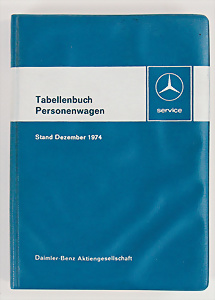 Tabellenbuch
Personenwagen
service
Stand Dezember 1974
Daimler-Benz Aktiengesellschaft